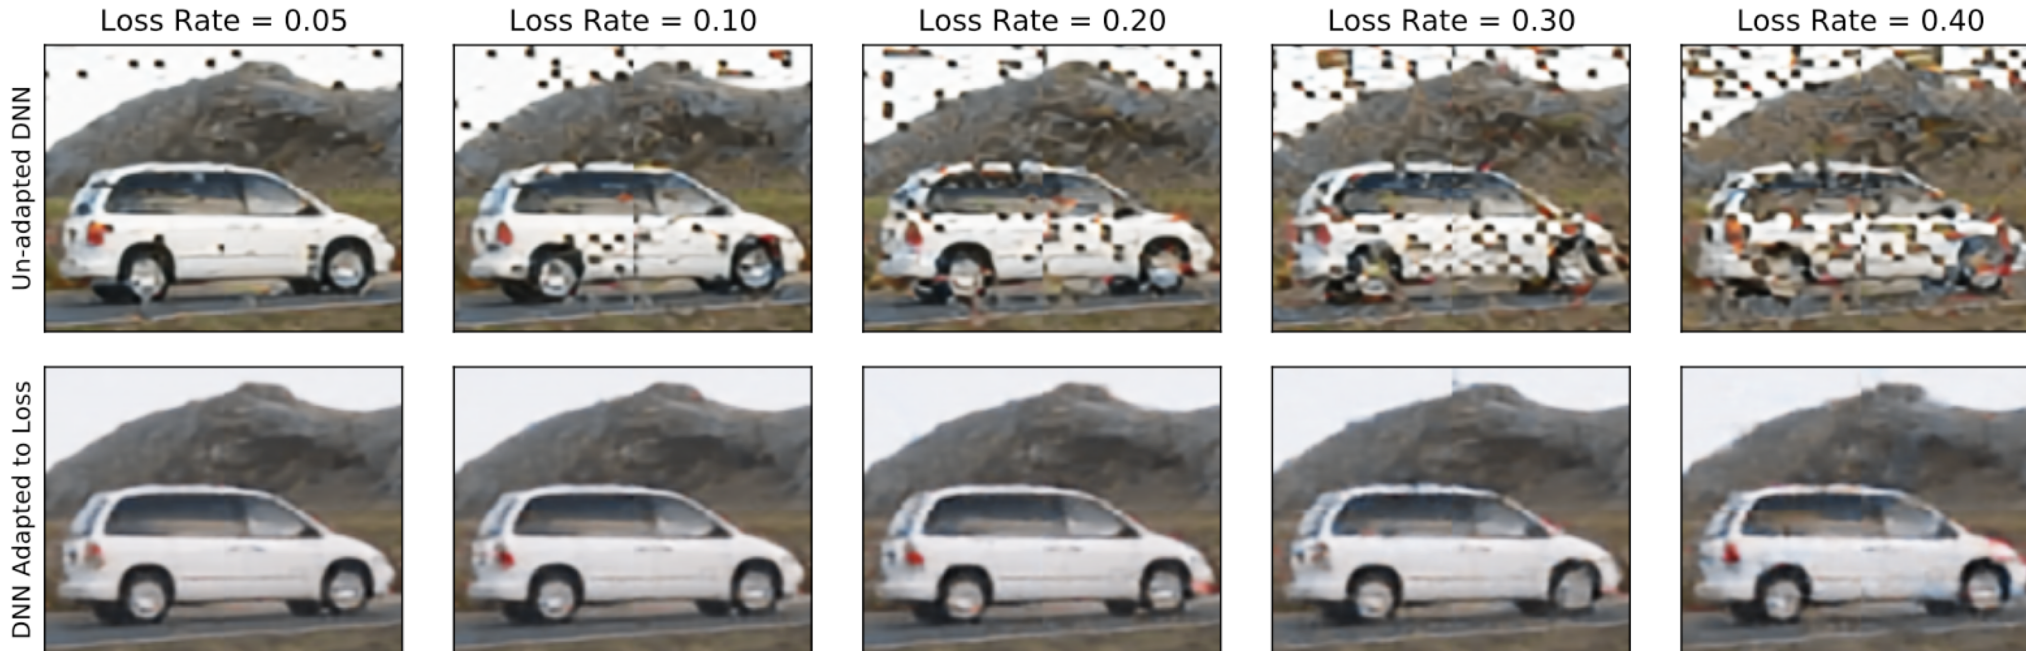 Loss Rate = 0.05
Loss Rate = 0.10
Loss Rate = 0.20
Loss Rate = 0.30
Loss Rate = 0.40
Un-adapted DNN
DNN Adapted to Loss